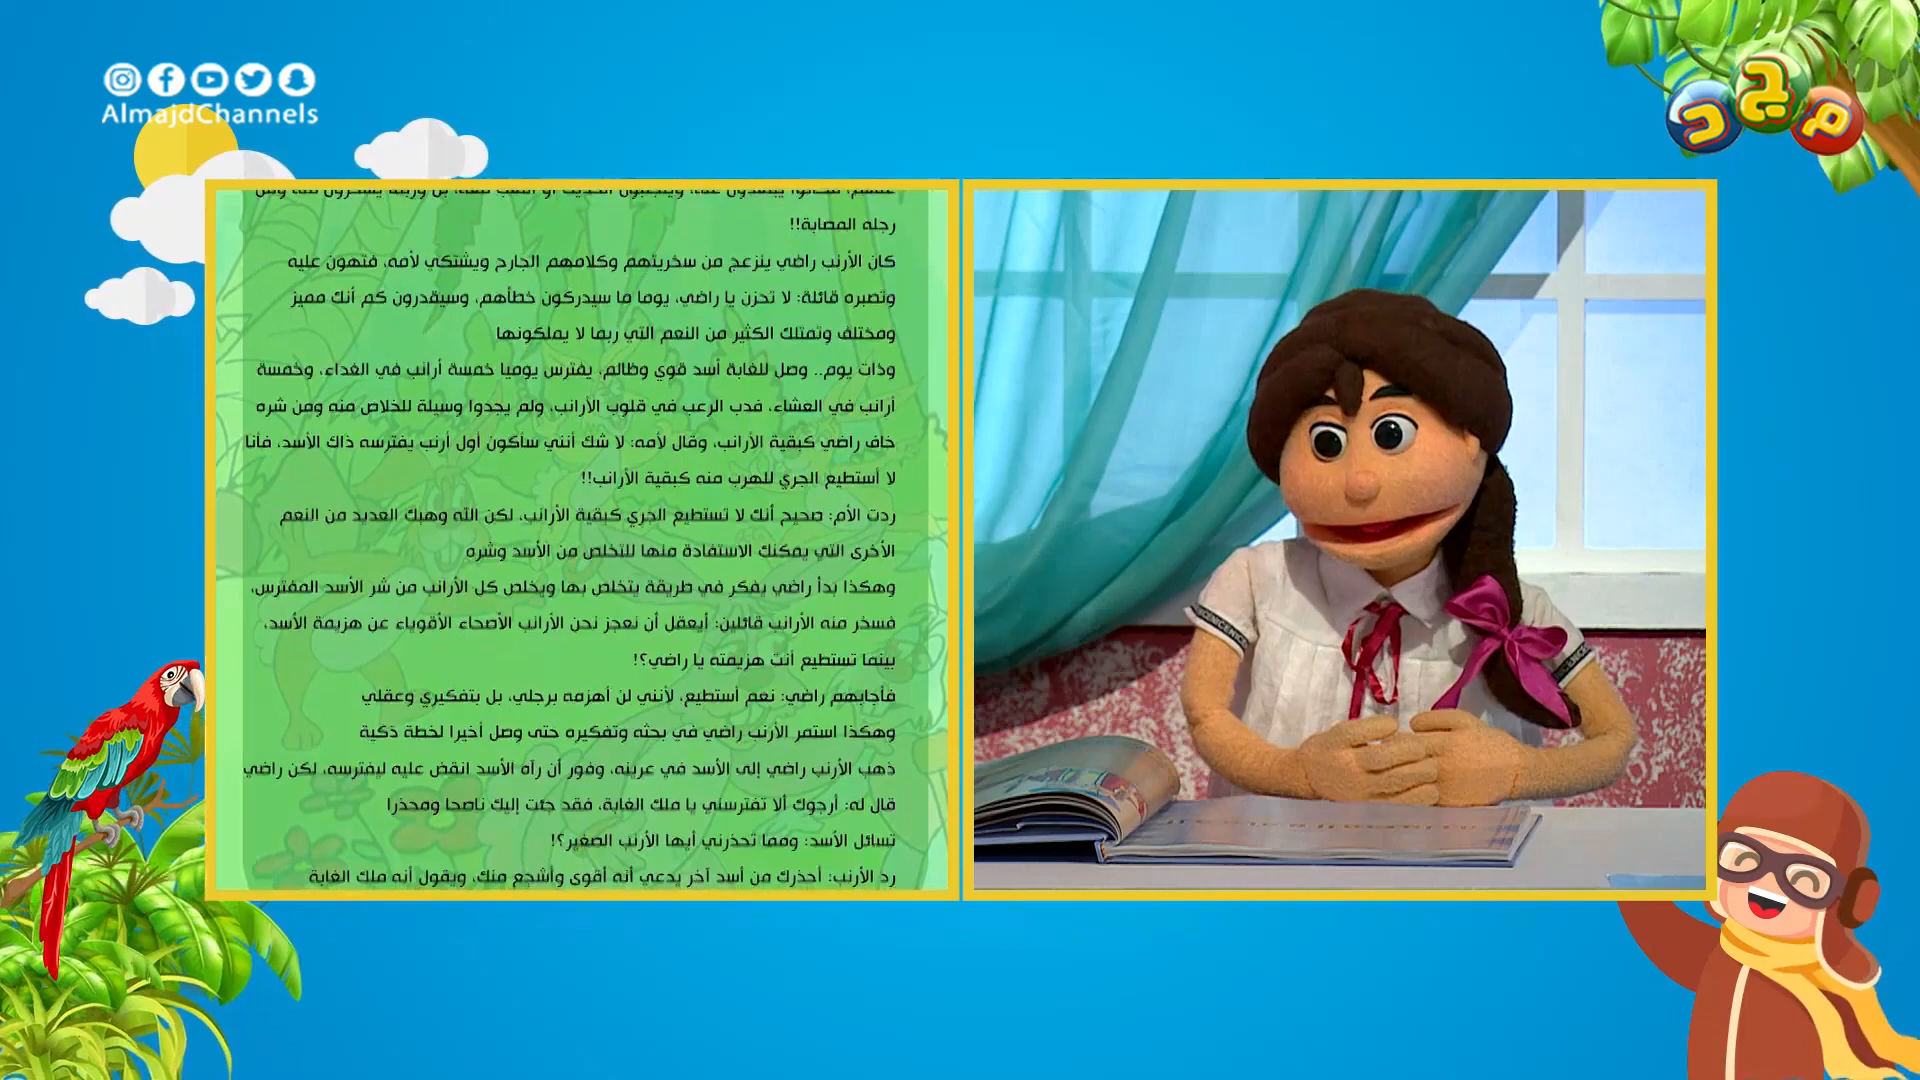 AlmajdChannels
مجد
رجله المصابة!!
كان الأرنب راضي ينزعج من سخريتهم وكلامهم الجارح ويشتكي لأمه، فتهون عليه
وتصبره قائلة: لا تحزن يا راضي، يوما ما سيدركون خطأهم، وسيقدرون كم أنك مميز
ومختلف وتمتلك الكثير من النعم التي ربما لا يملكونها
وذات يوم.. وصل للغابة أسد قوي وظالم، يفترس يوميا خمسة أرانب في الغداء، وخمسة
أرانب في العشاء، فدب الرعب في قلوب الأرانب، ولم يجدوا وسيلة للخلاص منه ومن شره
خاف راضي كبقية الأرانب، وقال لأمه: لا شك أنني سأكون أول أرنب يفترسه ذاك الأسد، فأنا
لا أستطيع الجري للهرب منه كبقية الأرانب!!
ردت الأم: صحيح أنك لا تستطيع الجري كبقية الأرانب، لكن الله وهبك العديد من النعم
الأخرى التي يمكنك الاستفادة منها للتخلص من الأسد وشره
وهكذا بدأ راضي يفكر في طريقة يتخلص بها ويخلص كل الأرانب من شر الأسد المفترس،
فسخر منه الأرانب قائلين: أيعقل أن نعجز نحن الأرانب الأصحاء الأقوياء عن هزيمة الأسد،
بينما تستطيع أنت هزيمته يا راضي؟!
فأجابهم راضي: نعم أستطيع، لأنني لن أهزمه برجلي، بل بتفكيري وعقلي
وهكذا استمر الأرنب راضي في بحثه وتفكيره حتى وصل أخيرا لخطة ذكية
ذهب الأرنب راضي إلى الأسد في عرينه، وفور أن رآه الأسد انقض عليه ليفترسه، لكن راضي
قال له: أرجوك ألا تفترسني يا ملك الغابة، فقد جئت إليك ناصحا ومحذرا
تسائل الأسد: ومما تحذرني أيها الأرنب الصغير؟!
رد الأرنب: أحذرك من أسد آخر يدعي أنه أقوى وأشجع منك، ويقول أنه ملك الغابة